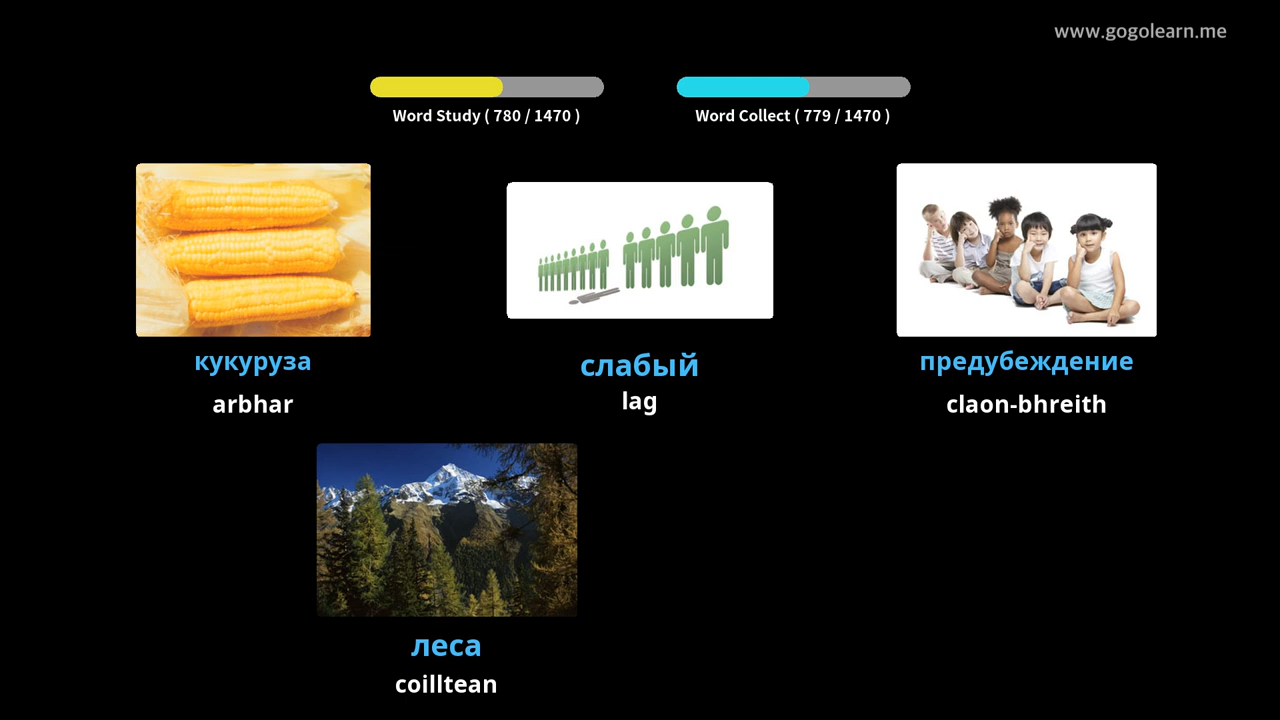 www.gogolearn.me
Word Study ( 780 / 1470 )
Word Collect ( 779 / 1470 )
кукуруза
arbhar
слабый
lag
предубеждение
claon-bhreith
леса
coilltean